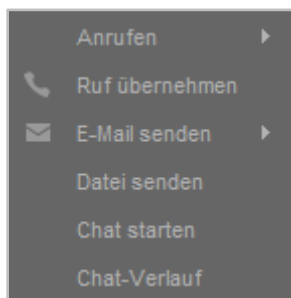 Anrufen
Ruf übernehmen
E-Mail senden
Datei senden
Chat starten
Chat-Verlauf